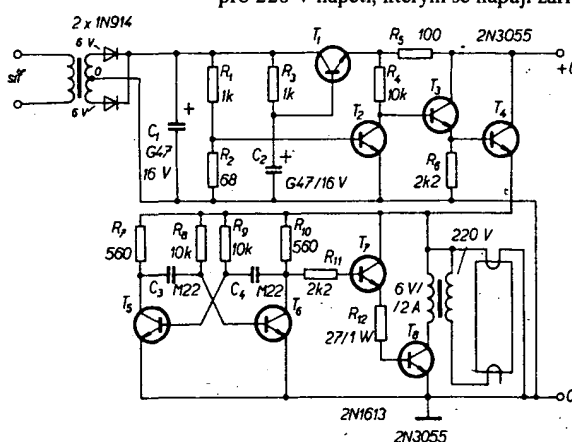 pro 220 V napětí, kterým se napájí
2 x 1N914
6 V
síť
0
6 V
C1
G47
16 V
R1
1k
R2
68
R3
1k
C2
G47/16 V
T1
R5
100
R4
10k
T2
T3
R6
2k2
2N3055
T4
+
R7
560
R8
10k
R9
10k
R10
560
C3
M22
C4
M22
R11
2k2
T5
T6
T7
R12
27/1 W
T8
6 V/
/2 A
220 V
0
2N1613
2N3055